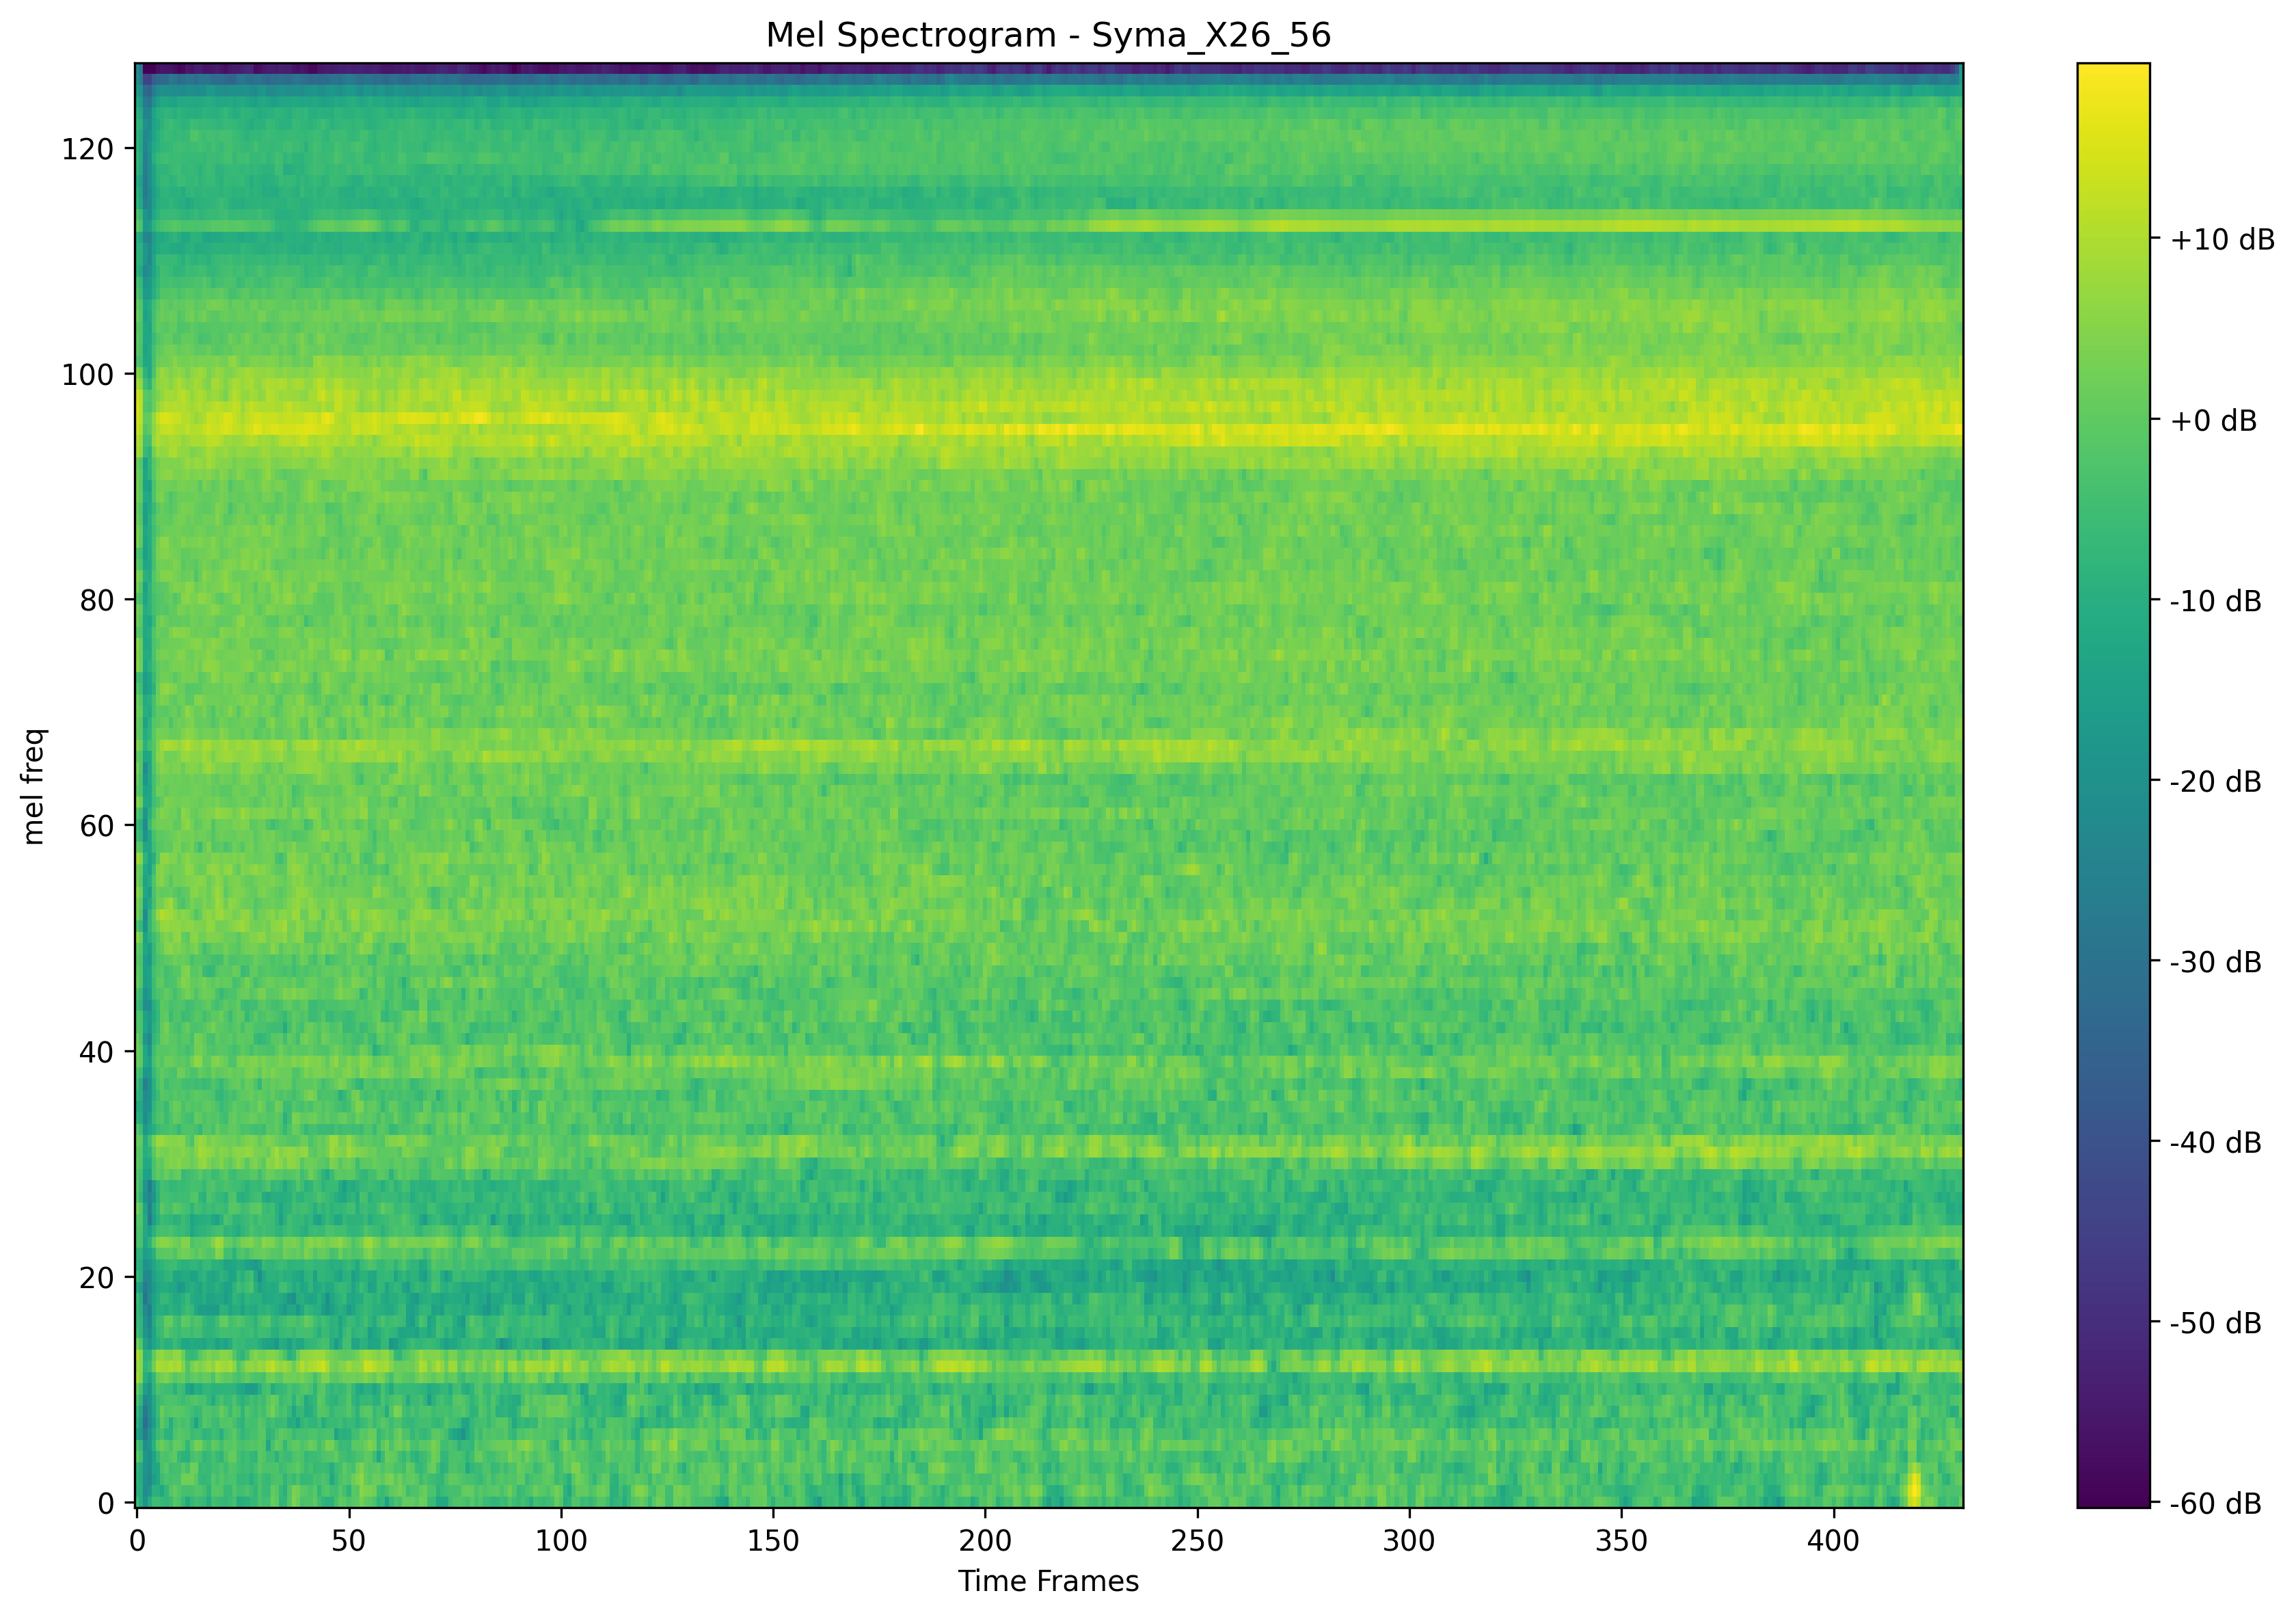 Mel Spectrogram - Syma_X26_56
mel freq
120
100
80
60
40
20
0
0 50 100 150 200 250 300 350 400
Time Frames
+10 dB
+0 dB
-10 dB
-20 dB
-30 dB
-40 dB
-50 dB
-60 dB